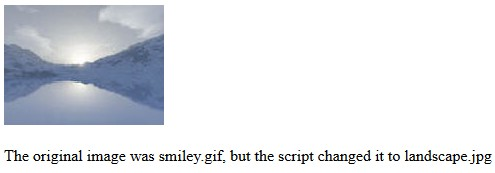 The original image was smiley.gif, but the script changed it to landscape.jpg